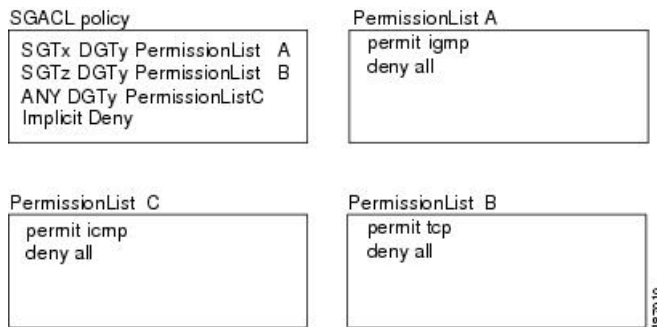 SGACL policy
SGTx DGTy PermissionList A
SGTz DGTy PermissionList B
ANY DGTy PermissionListC
Implicit Deny
PermissionList A
permit igmp
deny all
PermissionList C
permit icmp
deny all
PermissionList B
permit tcp
deny all